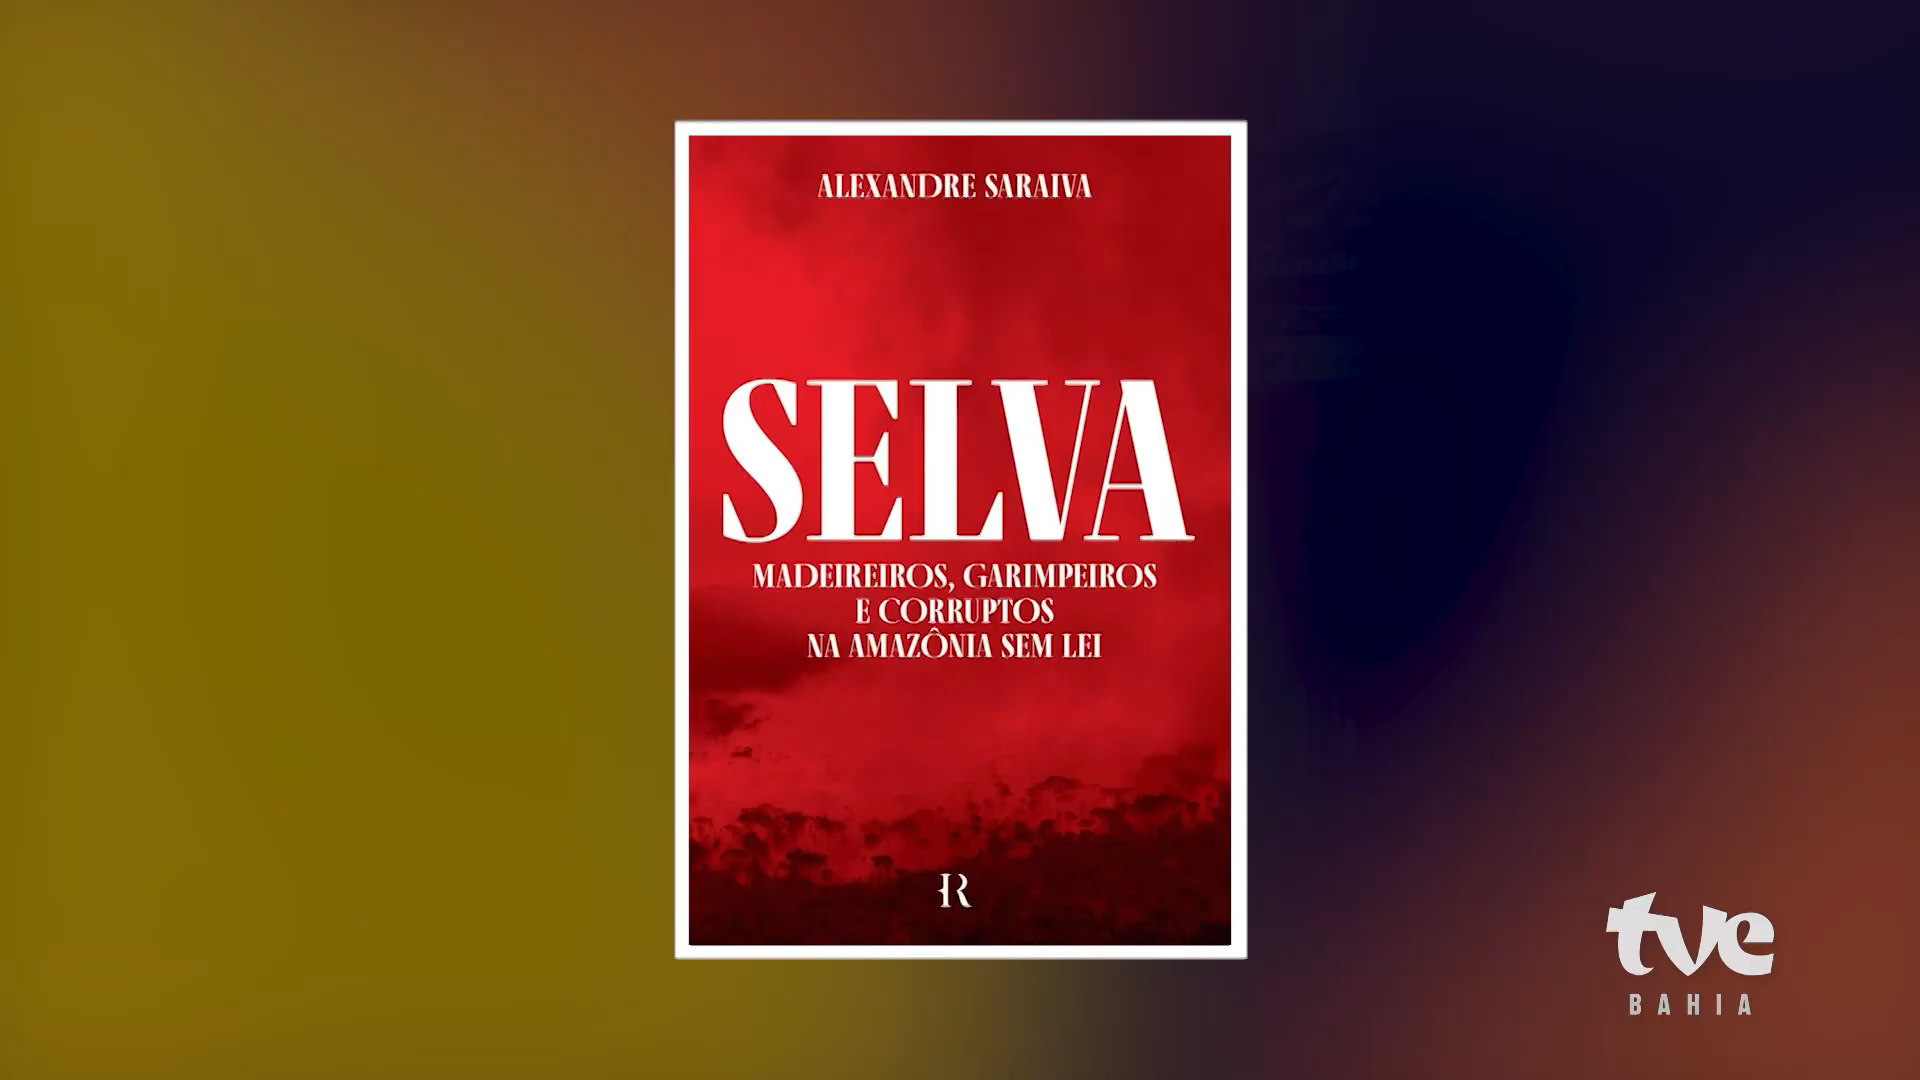 ALEXANDRE SARAIVA
SELVA
MADEIREIROS, GARIMPEIROS
E CORRUPTOS
NA AMAZÔNIA SEM LEI
tve
BAHIA